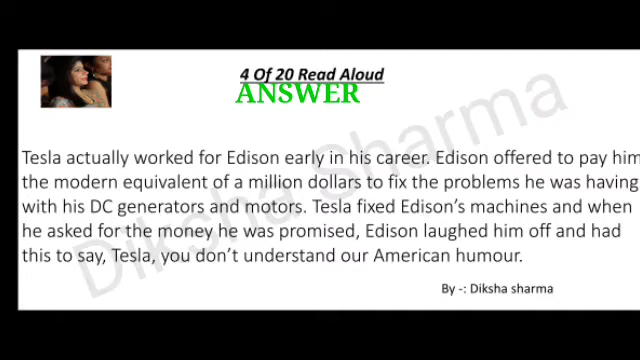 4 Of 20 Read Aloud
ANSWER
Tesla actually worked for Edison early in his career. Edison offered to pay him
the modern equivalent of a million dollars to fix the problems he was having
with his DC generators and motors. Tesla fixed Edison’s machines and when
he asked for the money he was promised, Edison laughed him off and had
this to say, Tesla, you don’t understand our American humour.
By -: Diksha sharma
Diksha Sharma